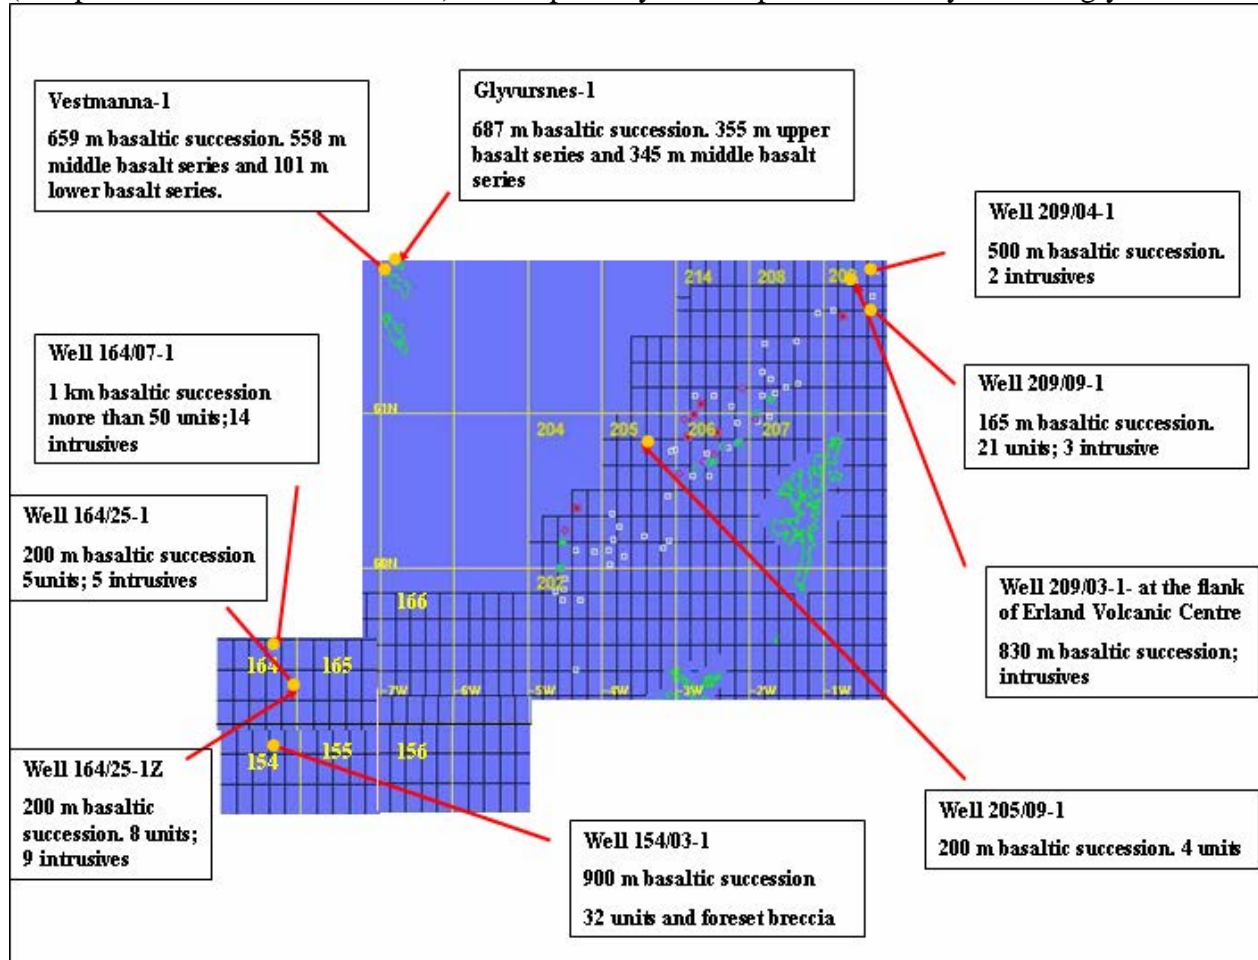 Vestmanna-1
659 m basaltic succession. 558 m
middle basalt series and 101 m
lower basalt series.
Glyvursnes-1
687 m basaltic succession. 355 m upper
basalt series and 345 m middle basalt
series
Well 209/04-1
500 m basaltic succession.
2 intrusives
Well 164/07-1
1 km basaltic succession
more than 50 units;14
intrusives
Well 209/09-1
165 m basaltic succession.
21 units; 3 intrusive
Well 164/25-1
200 m basaltic succession
5units; 5 intrusives
Well 209/03-1- at the flank
of Erland Volcanic Centre
830 m basaltic succession;
intrusives
Well 164/25-1Z
200 m basaltic
succession. 8 units;
9 intrusives
Well 154/03-1
900 m basaltic succession
32 units and foreset breccia
Well 205/09-1
200 m basaltic succession. 4 units
214
208
61N
204
205
206
207
60N
202
166
164
165
-7W
-6W
-5W
-4W
-3W
-2W
-1W
154
155
156